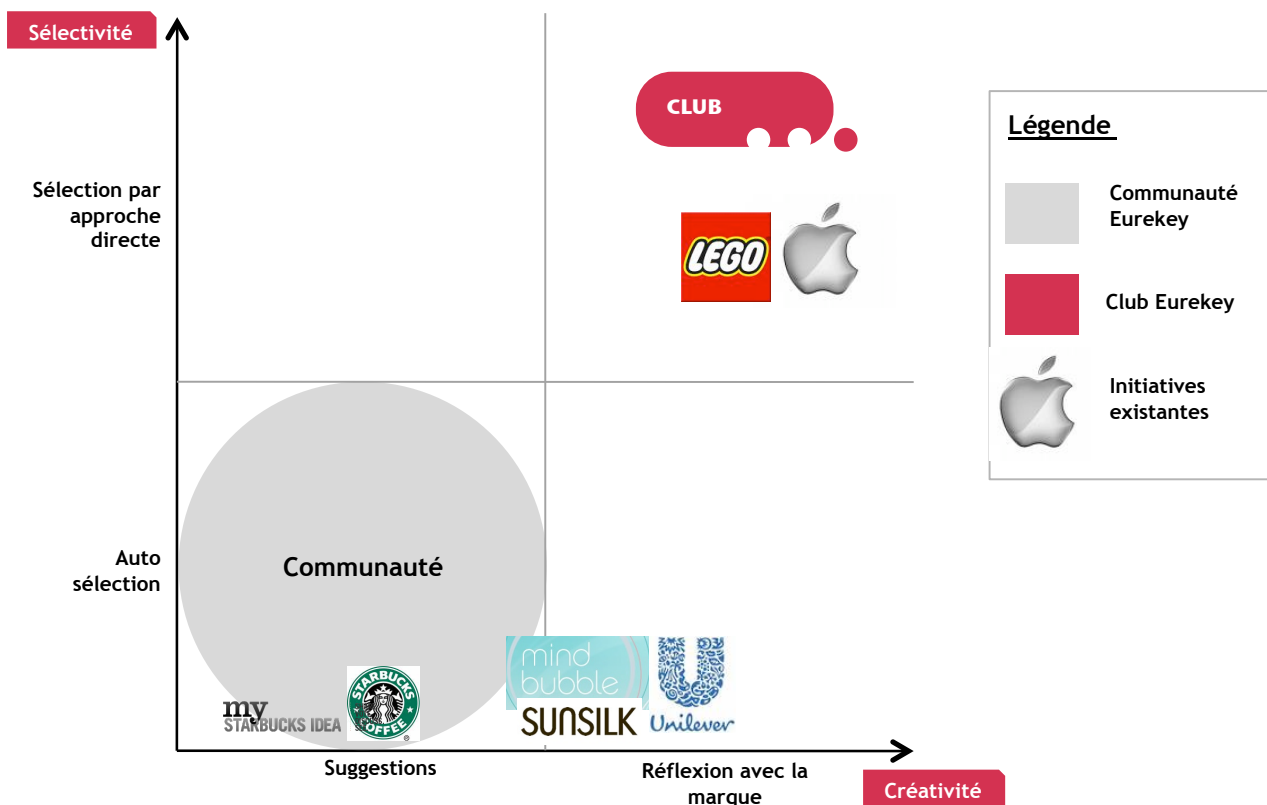 Sélectivité
CLUB
Légende
Sélection par
approche
directe
LEGO
Communauté
Eurekey
Club Eurekey
Initiatives
existantes
Auto
sélection
Communauté
mind
bubble
SUNSILK
Unilever
my
STARBUCKS IDEA
STARBUCKS
COFFEE
®
Suggestions
Réflexion avec la
marque
Créativité